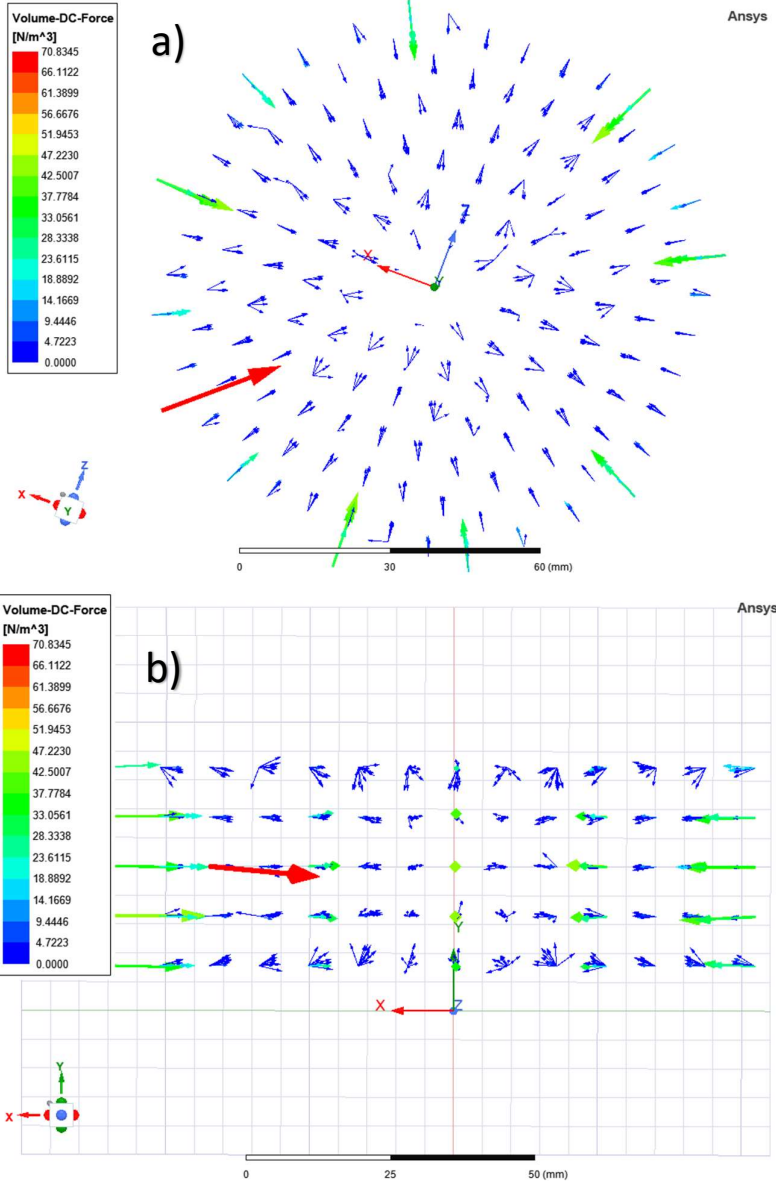 Volume-DC-Force
[N/m^3]
70.8345
66.1122
61.3899
56.6676
51.9453
47.2230
42.5007
37.7784
33.0561
28.3338
23.6115
18.8892
14.1669
9.4446
4.7223
0.0000
a)
Ansys
Z
X
Y
Z
X
Y
0 30 60 (mm)
Volume-DC-Force
[N/m^3]
70.8345
66.1122
61.3899
56.6676
51.9453
47.2230
42.5007
37.7784
33.0561
28.3338
23.6115
18.8892
14.1669
9.4446
4.7223
0.0000
b)
Ansys
Y
X
Z
Y
X
0 25 50 (mm)